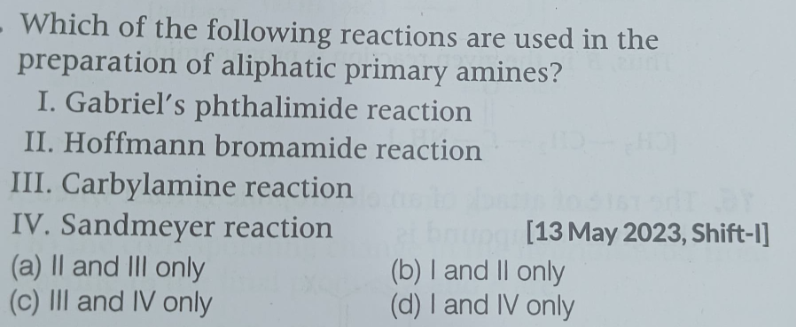 Which of the following reactions are used in the
preparation of aliphatic primary amines?
I. Gabriel's phthalimide reaction
II. Hoffmann bromamide reaction
III. Carbylamine reaction
IV. Sandmeyer reaction [13 May 2023, Shift-I]
(a) II and III only (b) I and II only
(c) III and IV only (d) I and IV only